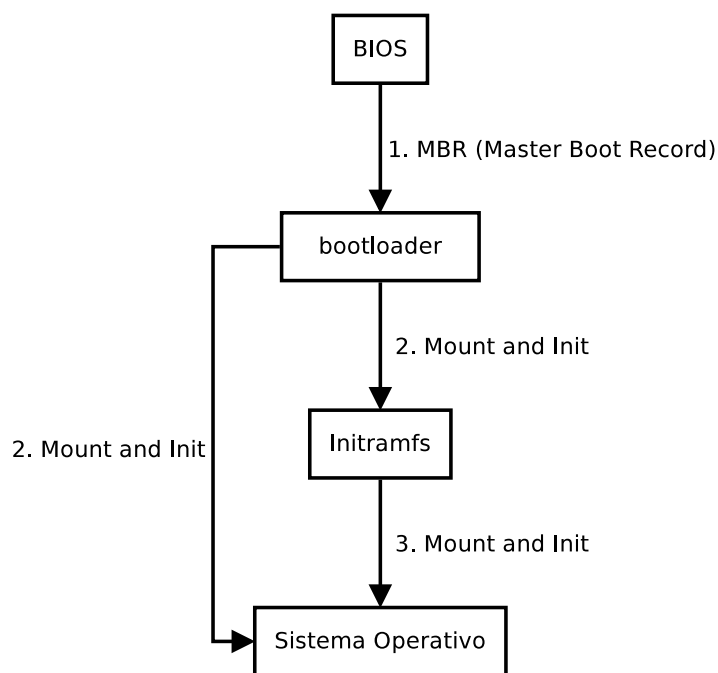 BIOS
1. MBR (Master Boot Record)
bootloader
2. Mount and Init
Initramfs
2. Mount and Init
3. Mount and Init
Sistema Operativo